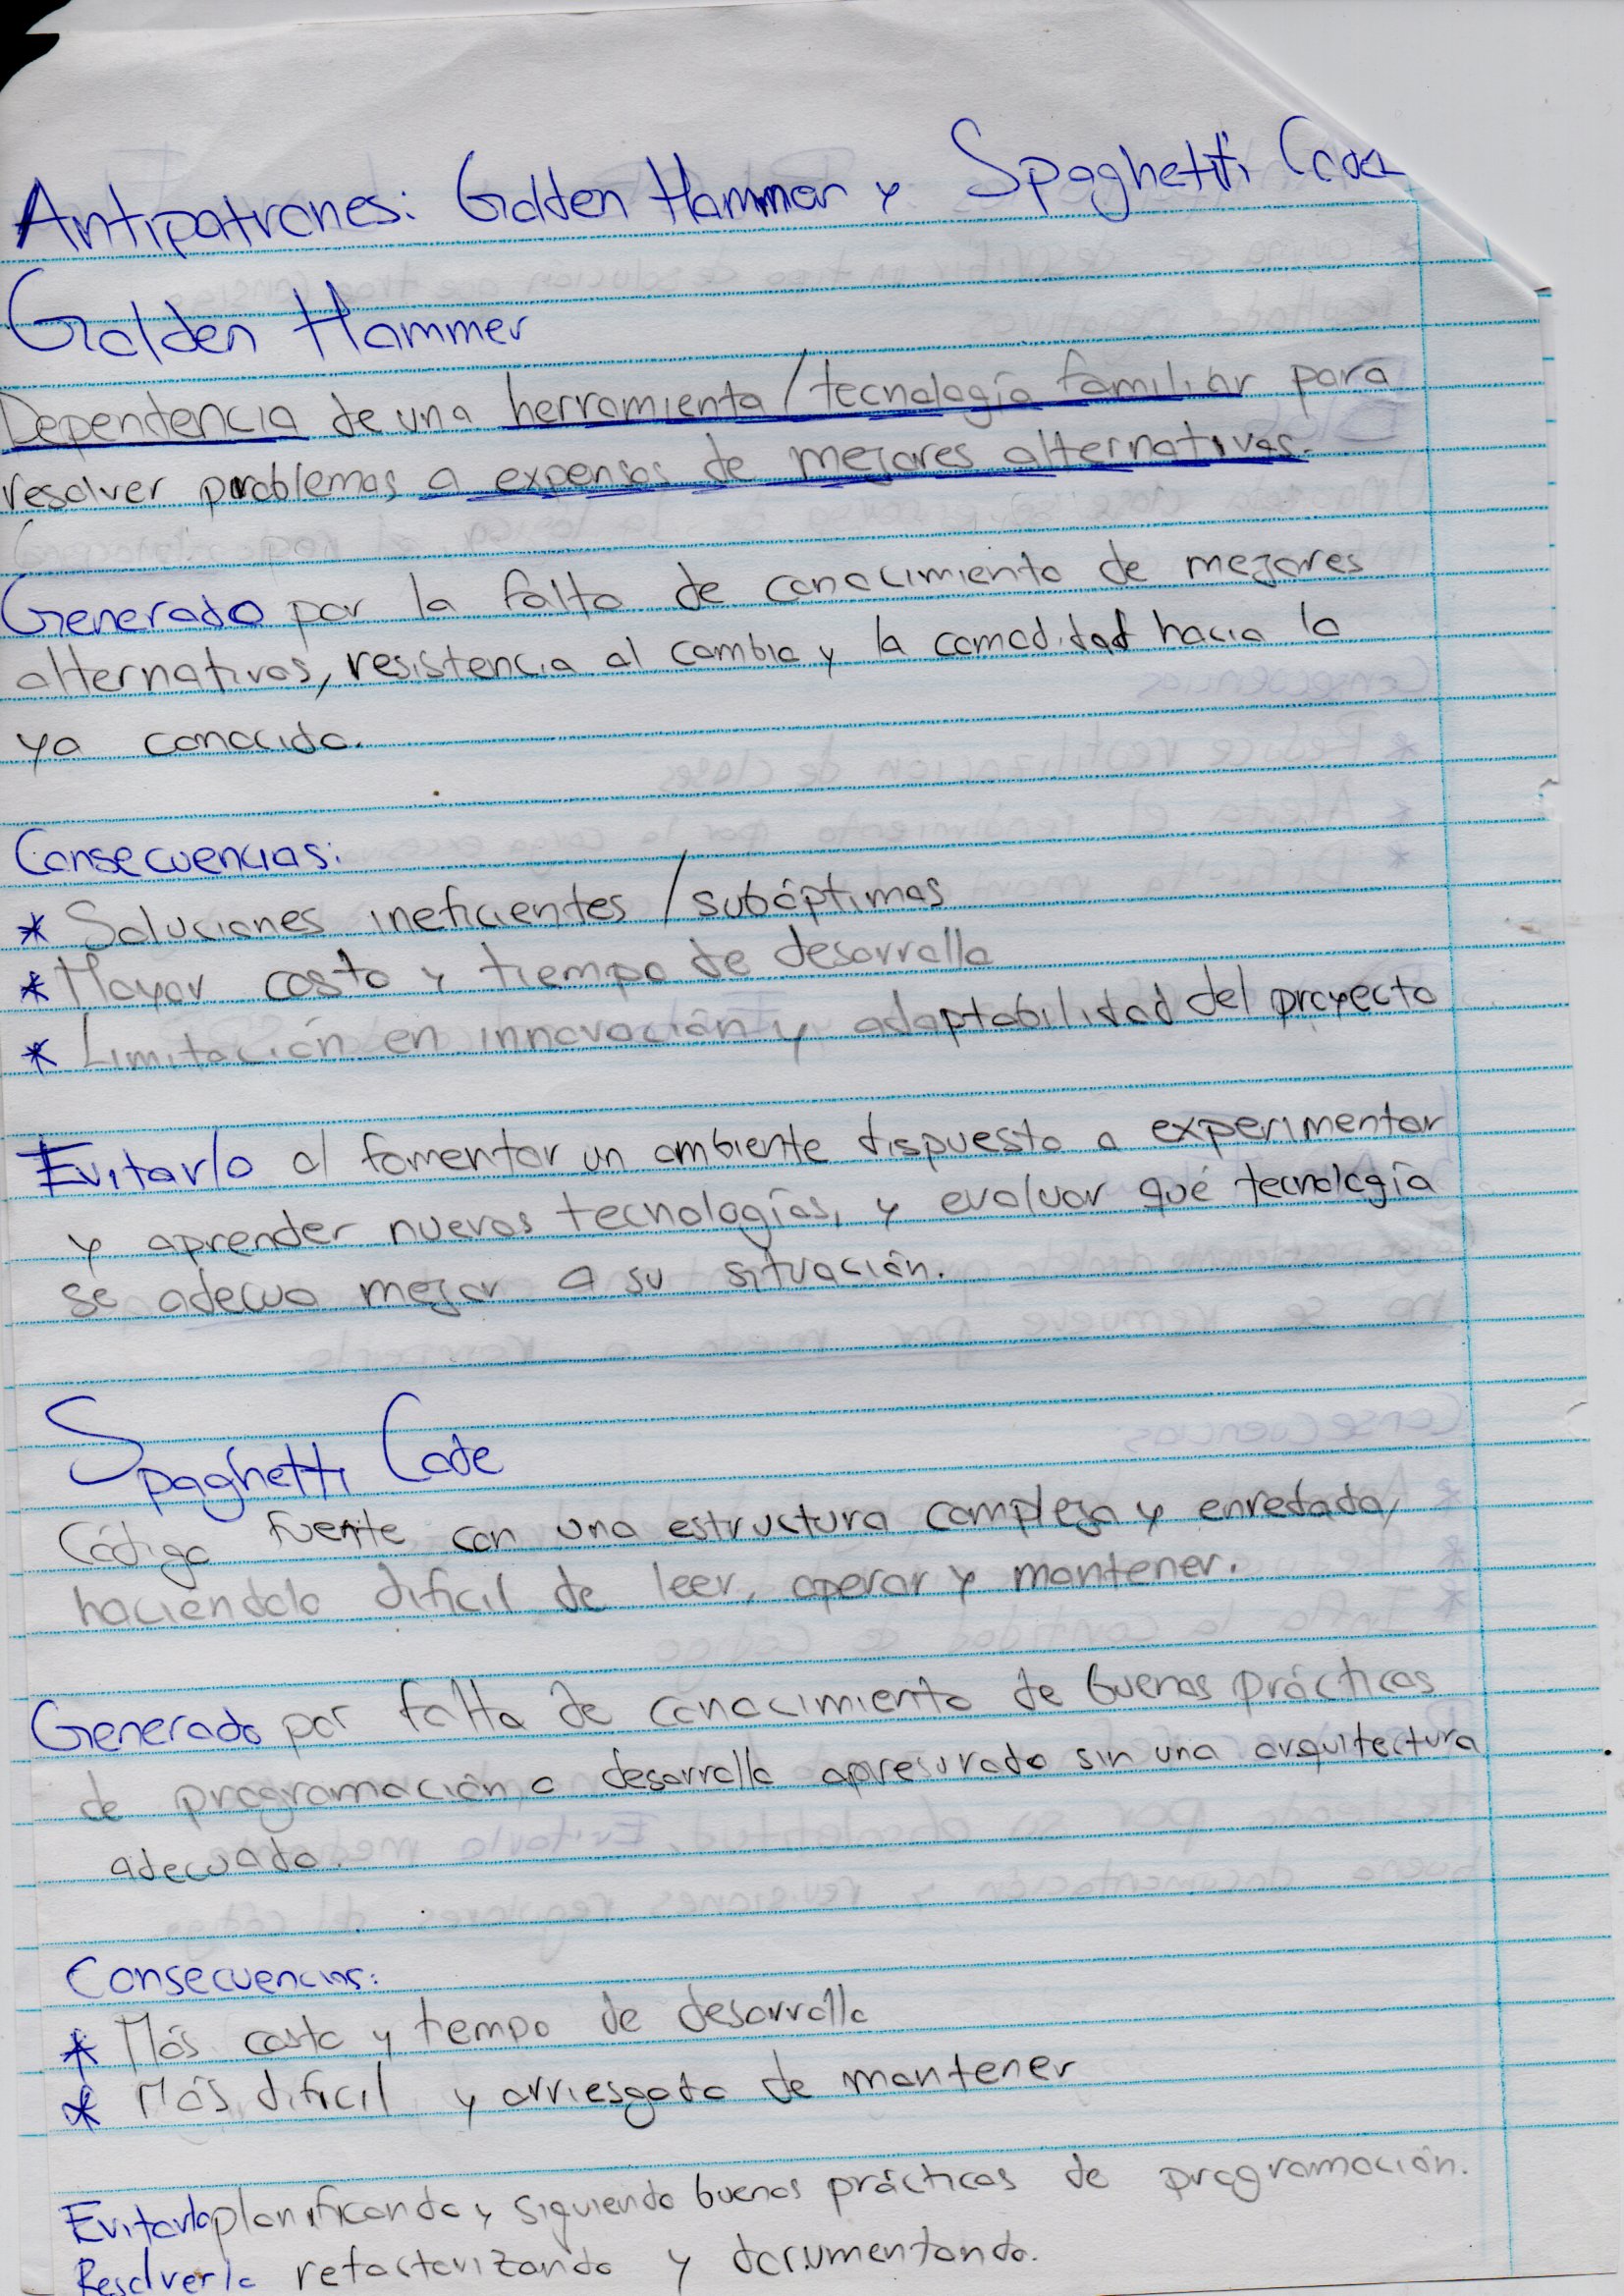 Antipatrones: Golden Hammer y Spaghetti Code
Golden Hammer
Dependencia de una herramienta/tecnología familiar para
resolver problemas a expensas de mejores alternativas.
Generado por la falta de conocimiento de mejores
alternativas, resistencia al cambio y la comodidad hacia lo
ya conocido.
Consecuencias:
* Soluciones ineficientes/subóptimas
* Mayor costo y tiempo de desarrollo
* Limitación en innovación y adaptabilidad del proyecto
Evitarlo al fomentar un ambiente dispuesto a experimentar
y aprender nuevas tecnologías, y evaluar qué tecnología
se adecua mejor a su situación.
Spaghetti Code
Código fuente con una estructura compleja y enredada,
haciéndolo difícil de leer, operar y mantener.
Generado por falta de conocimiento de buenas prácticas
de programación o desarrollo apresurado sin una arquitectura
adecuada.
Consecuencias:
* Más costo y tiempo de desarrollo
* Más difícil y arriesgado de mantener
Evitarlo planificando y siguiendo buenas prácticas de programación.
Resolverlo refactorizando y documentando.